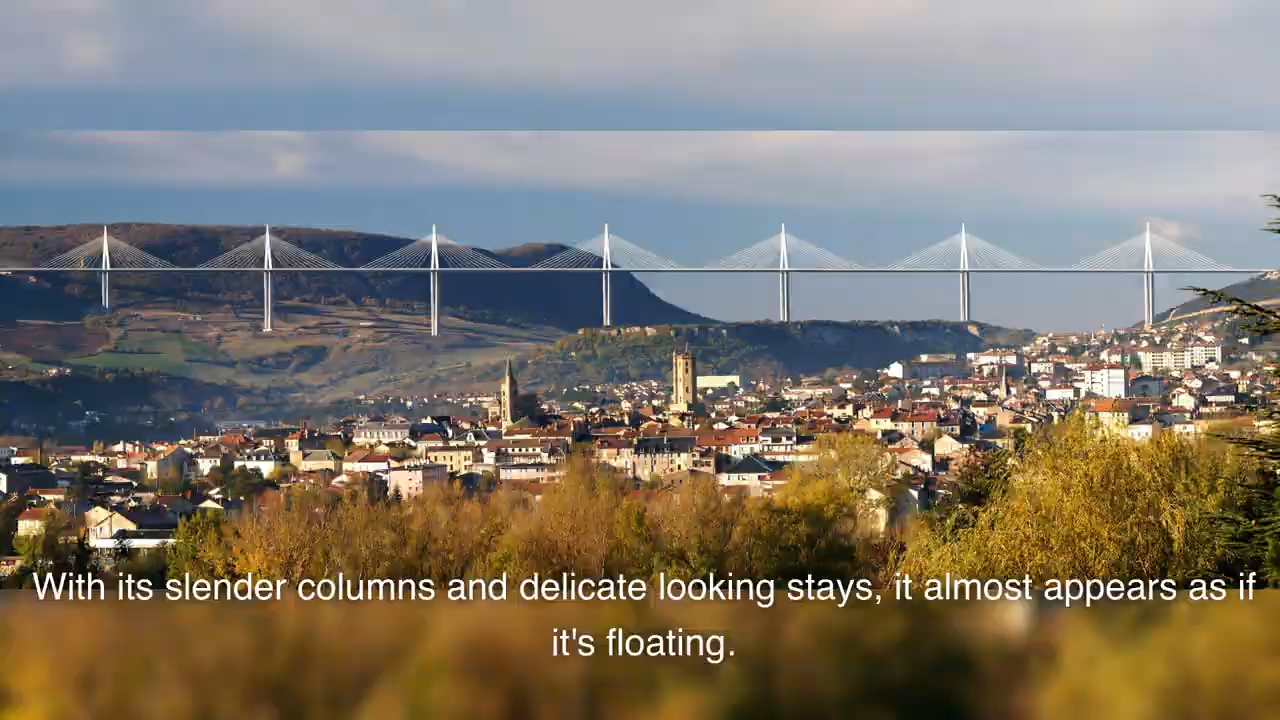 With its slender columns and delicate looking stays, it almost appears as if
it's floating.